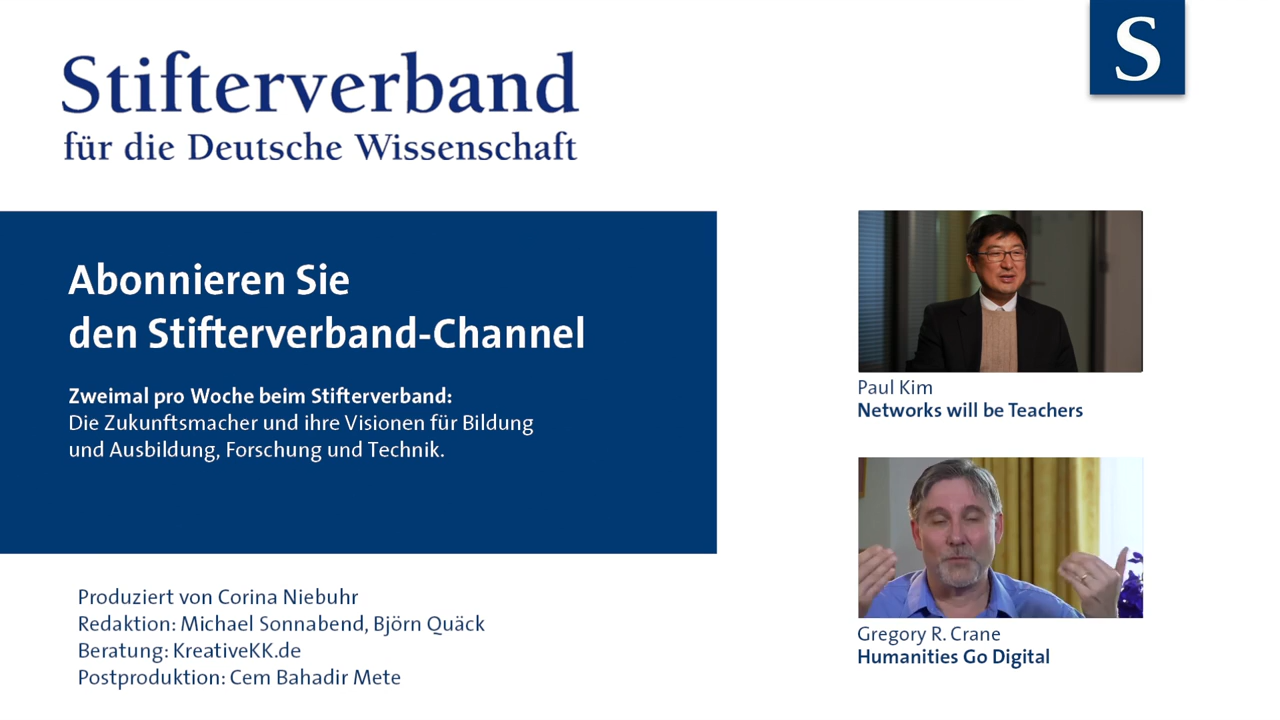 Stifterverband
für die Deutsche Wissenschaft
S
Abonnieren Sie
den Stifterverband-Channel
Zweimal pro Woche beim Stifterverband:
Die Zukunftsmacher und ihre Visionen für Bildung
und Ausbildung, Forschung und Technik.
Paul Kim
Networks will be Teachers
Gregory R. Crane
Humanities Go Digital
Produziert von Corina Niebuhr
Redaktion: Michael Sonnabend, Björn Quäck
Beratung: KreativeKK.de
Postproduktion: Cem Bahadir Mete